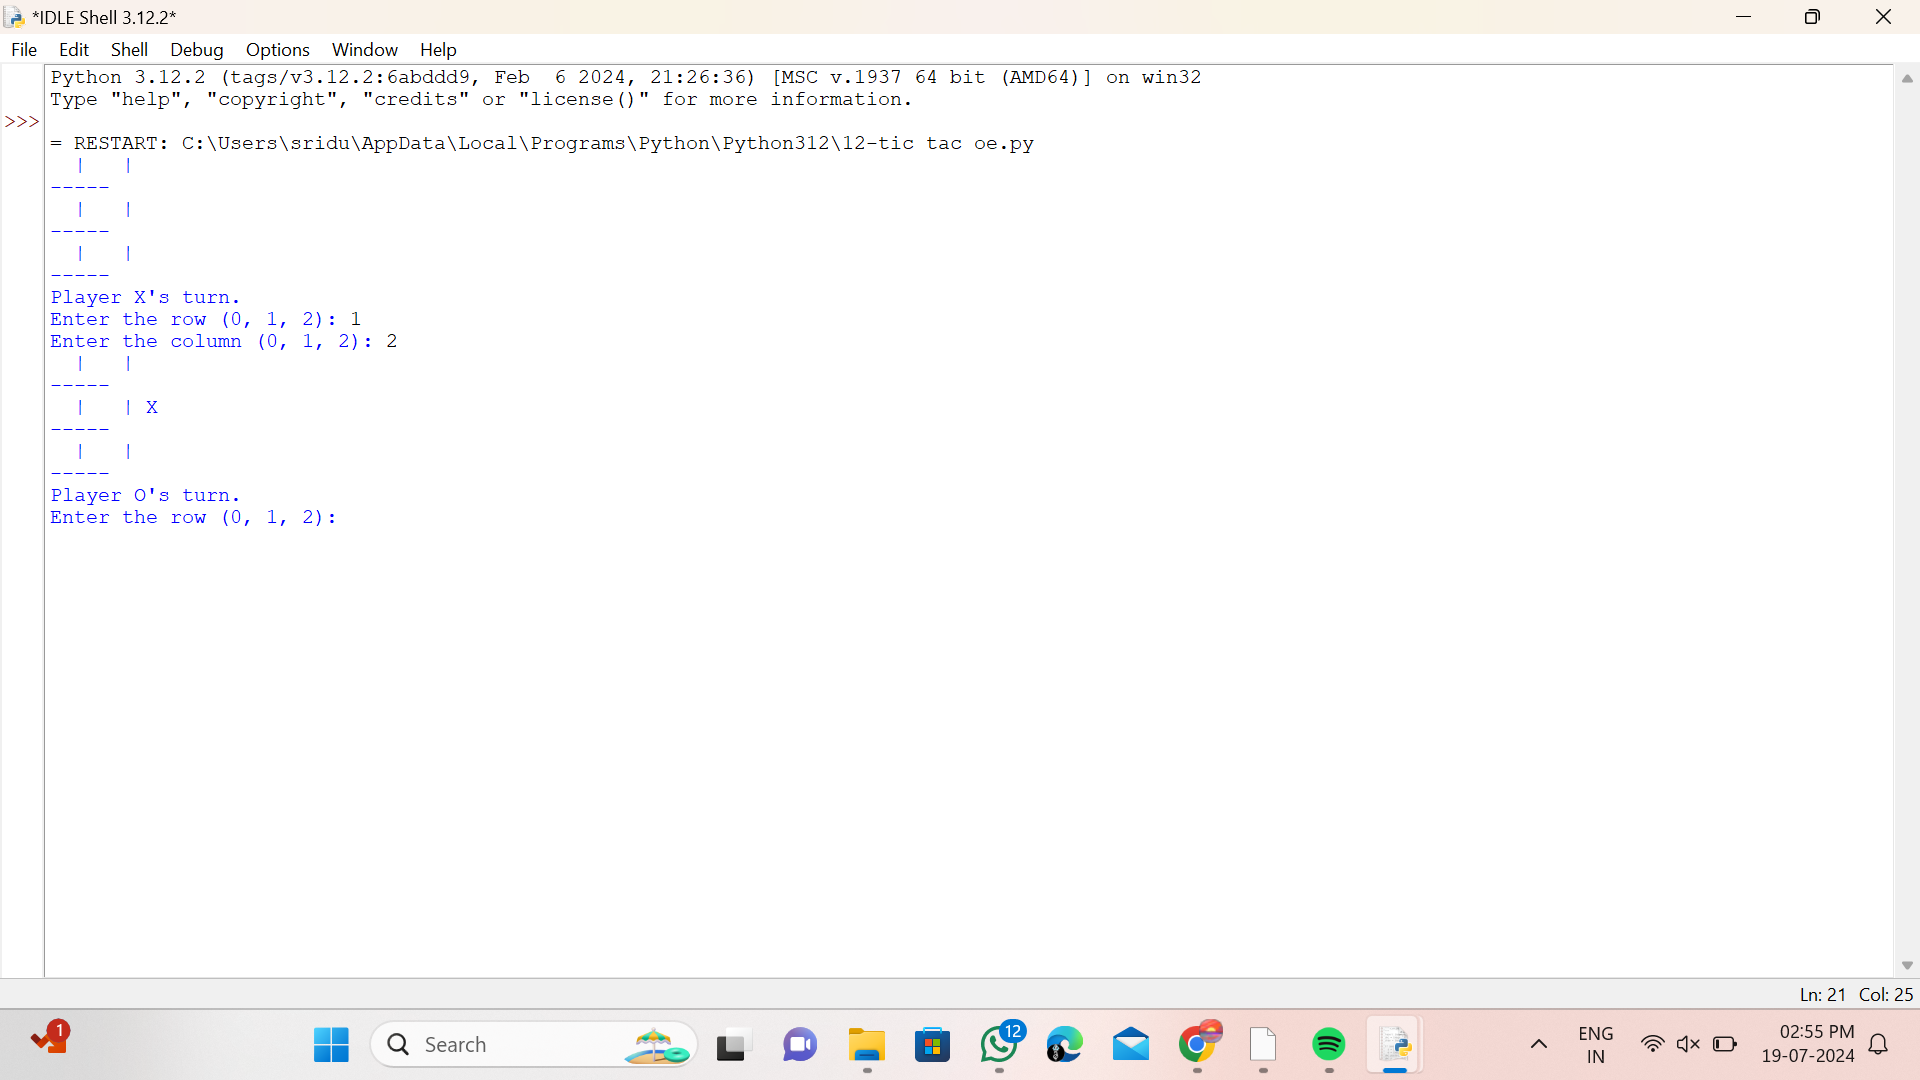 *IDLE Shell 3.12.2*
File Edit Shell Debug Options Window Help
Python 3.12.2 (tags/v3.12.2:6abddd9, Feb  6 2024, 21:26:36) [MSC v.1937 64 bit (AMD64)] on win32
Type "help", "copyright", "credits" or "license()" for more information.
>>>
= RESTART: C:\Users\sridu\AppData\Local\Programs\Python\Python312\12-tic tac oe.py
  |   |
-----
  |   |
-----
  |   |
-----
Player X's turn.
Enter the row (0, 1, 2): 1
Enter the column (0, 1, 2): 2
  |   |
-----
  |   | X
-----
  |   |
-----
Player O's turn.
Enter the row (0, 1, 2):
Ln: 21 Col: 25
1
Search
12
ENG
IN
02:55 PM
19-07-2024